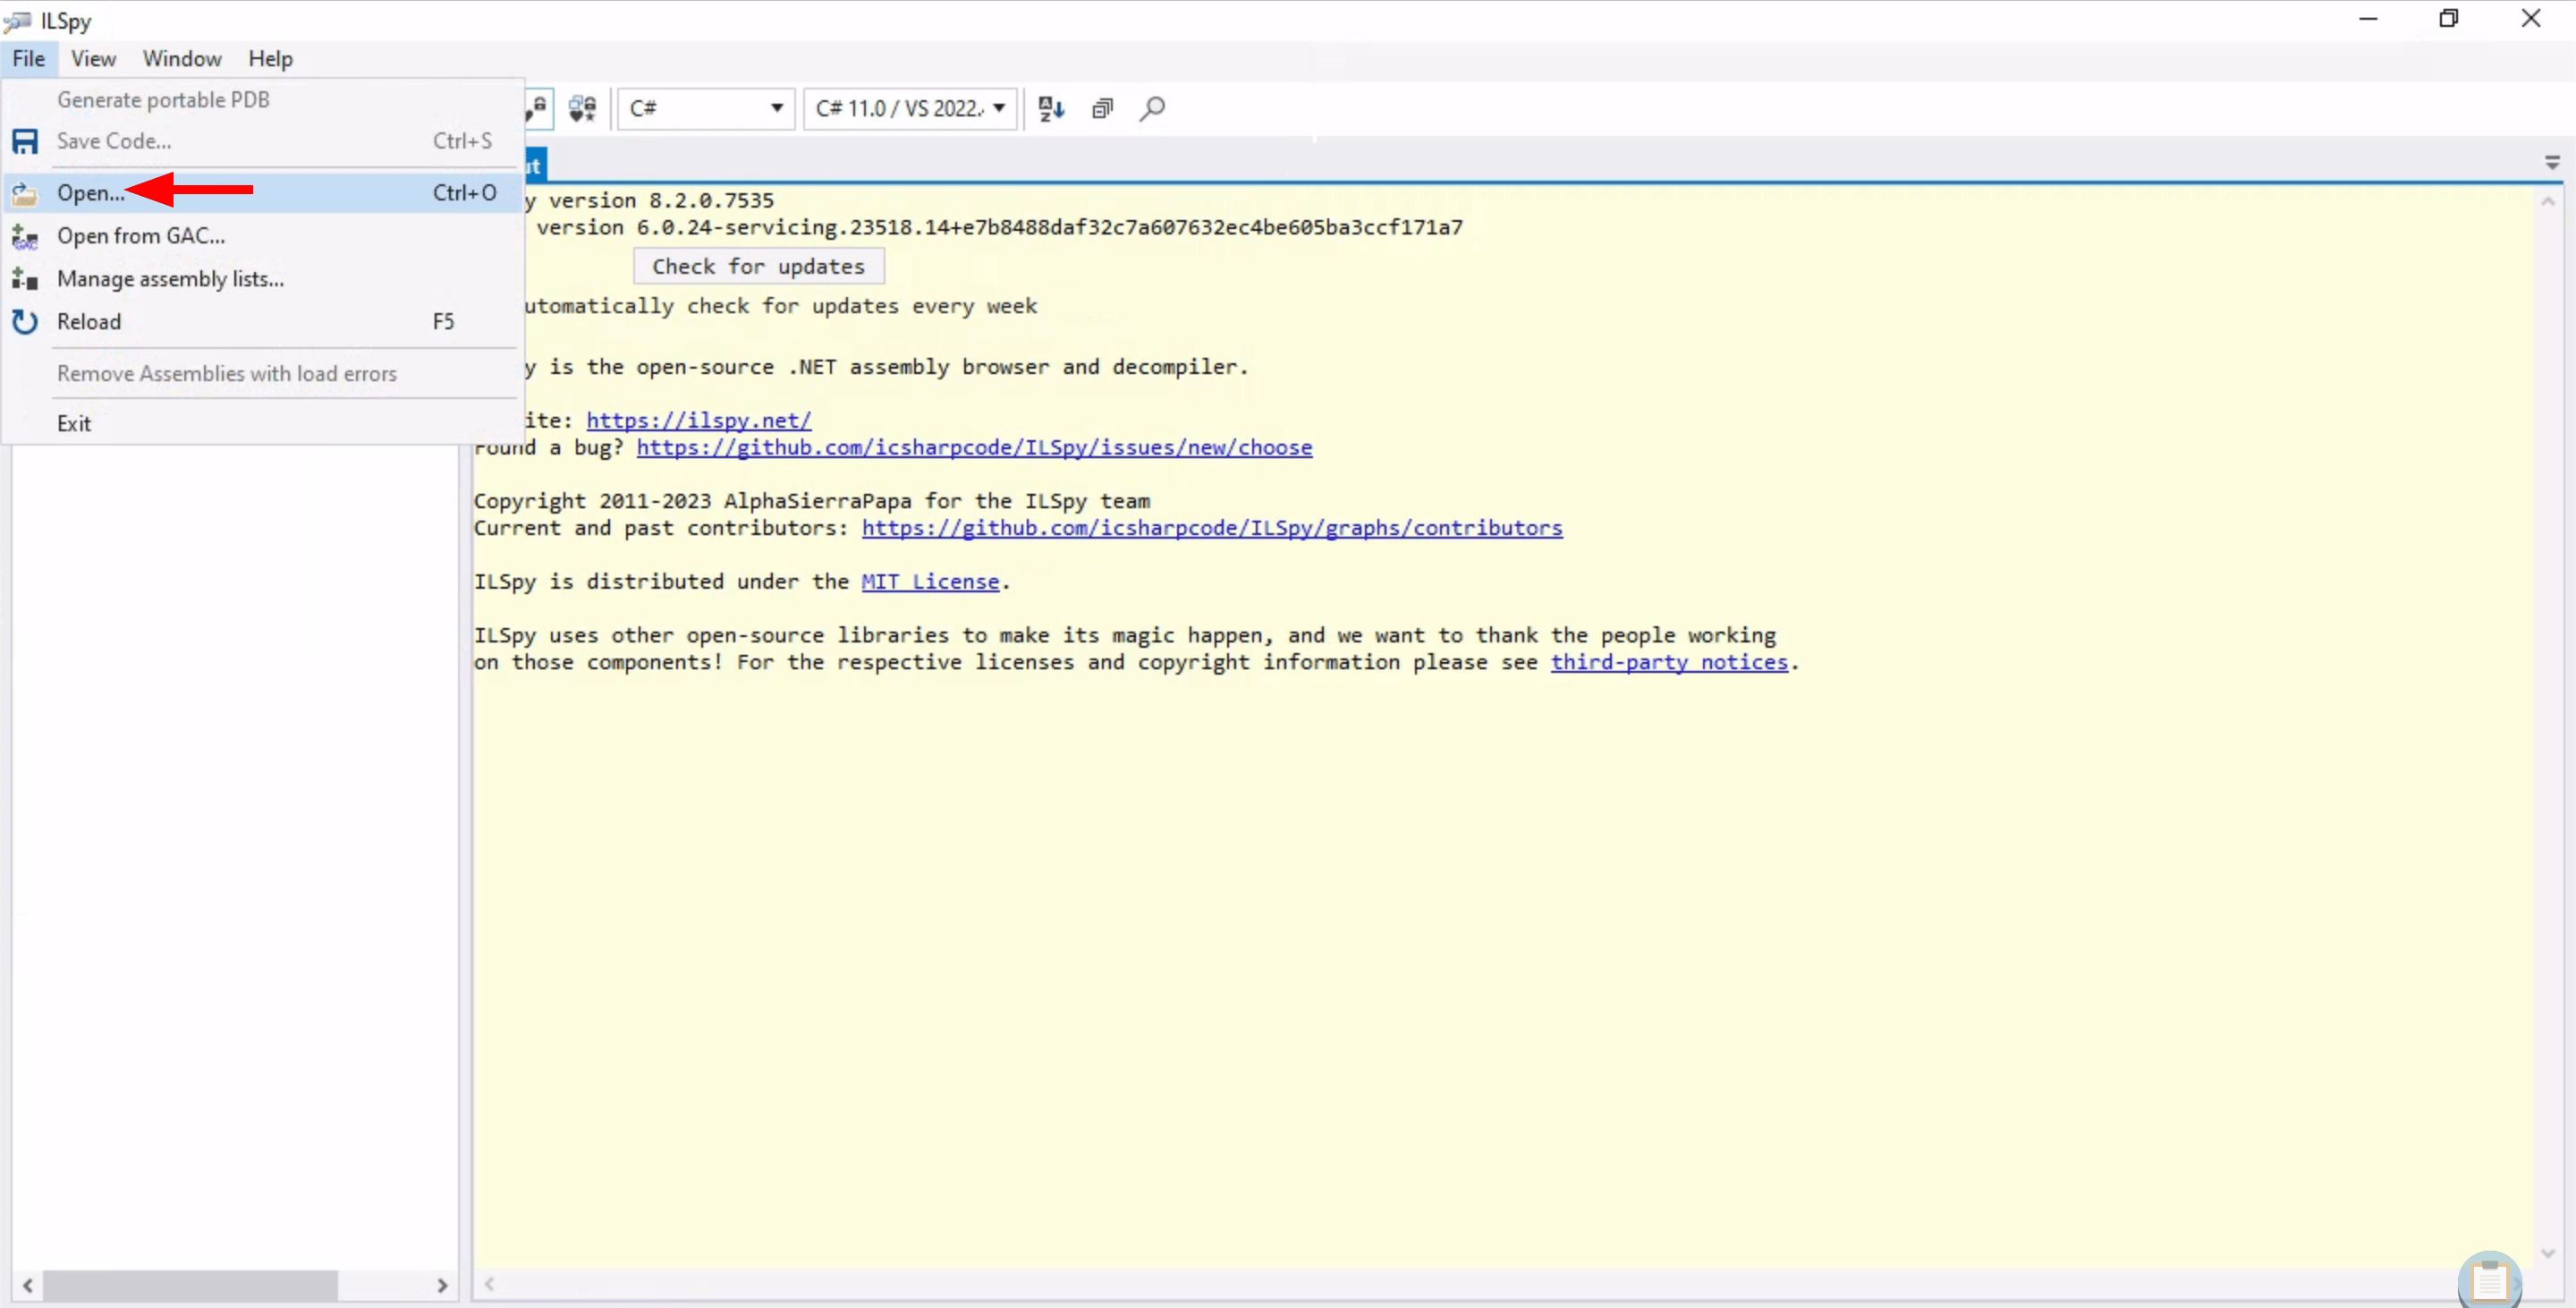 ILSpy
File View Window Help
Generate portable PDB
Save Code... Ctrl+S
Open... Ctrl+O
Open from GAC...
Manage assembly lists...
Reload F5
Remove Assemblies with load errors
Exit
C# C# 11.0 / VS 2022.
ut
y version 8.2.0.7535
version 6.0.24-servicing.23518.14+e7b8488daf32c7a607632ec4be605ba3ccf171a7
Check for updates
utomatically check for updates every week
y is the open-source .NET assembly browser and decompiler.
ite: https://ilspy.net/
Found a bug? https://github.com/icsharpcode/ILSpy/issues/new/choose
Copyright 2011-2023 AlphaSierraPapa for the ILSpy team
Current and past contributors: https://github.com/icsharpcode/ILSpy/graphs/contributors
ILSpy is distributed under the MIT License.
ILSpy uses other open-source libraries to make its magic happen, and we want to thank the people working
on those components! For the respective licenses and copyright information please see third-party notices.